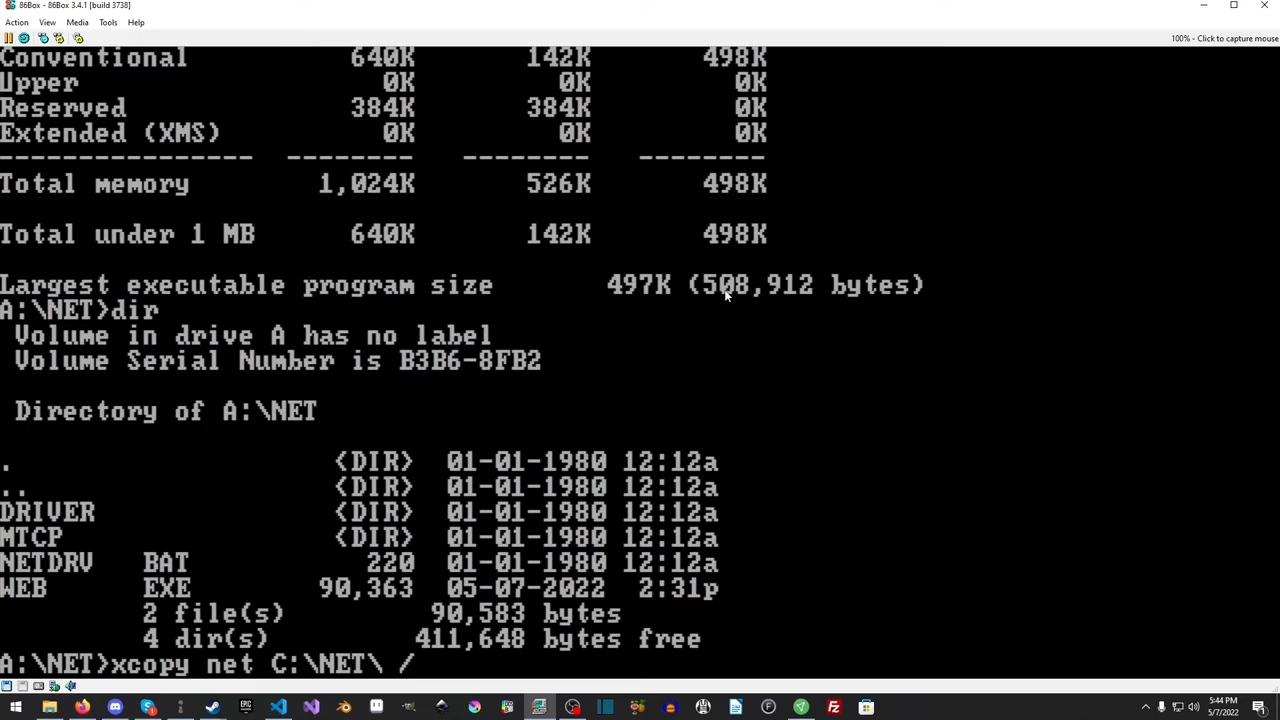 86Box - 86Box 3.4.1 [build 3738]
Action View Media Tools Help
100% - Click to capture mouse
Conventional 640K 142K 498K
Upper 0K 0K 0K
Reserved 384K 384K 0K
Extended (XMS) 0K 0K 0K
---------------- -------- -------- --------
Total memory 1,024K 526K 498K
Total under 1 MB 640K 142K 498K
Largest executable program size 497K (508,912 bytes)
A:\NET>dir
Volume in drive A has no label
Volume Serial Number is B3B6-8FB2
Directory of A:\NET
. <DIR> 01-01-1980 12:12a
.. <DIR> 01-01-1980 12:12a
DRIVER <DIR> 01-01-1980 12:12a
MTCP <DIR> 01-01-1980 12:12a
NETDRV BAT 220 01-01-1980 12:12a
WEB EXE 90,363 05-07-2022 2:31p
2 file(s) 90,583 bytes
4 dir(s) 411,648 bytes free
A:\NET>xcopy net C:\NET\ /
EPIC GAMES
5:44 PM
5/7/2022